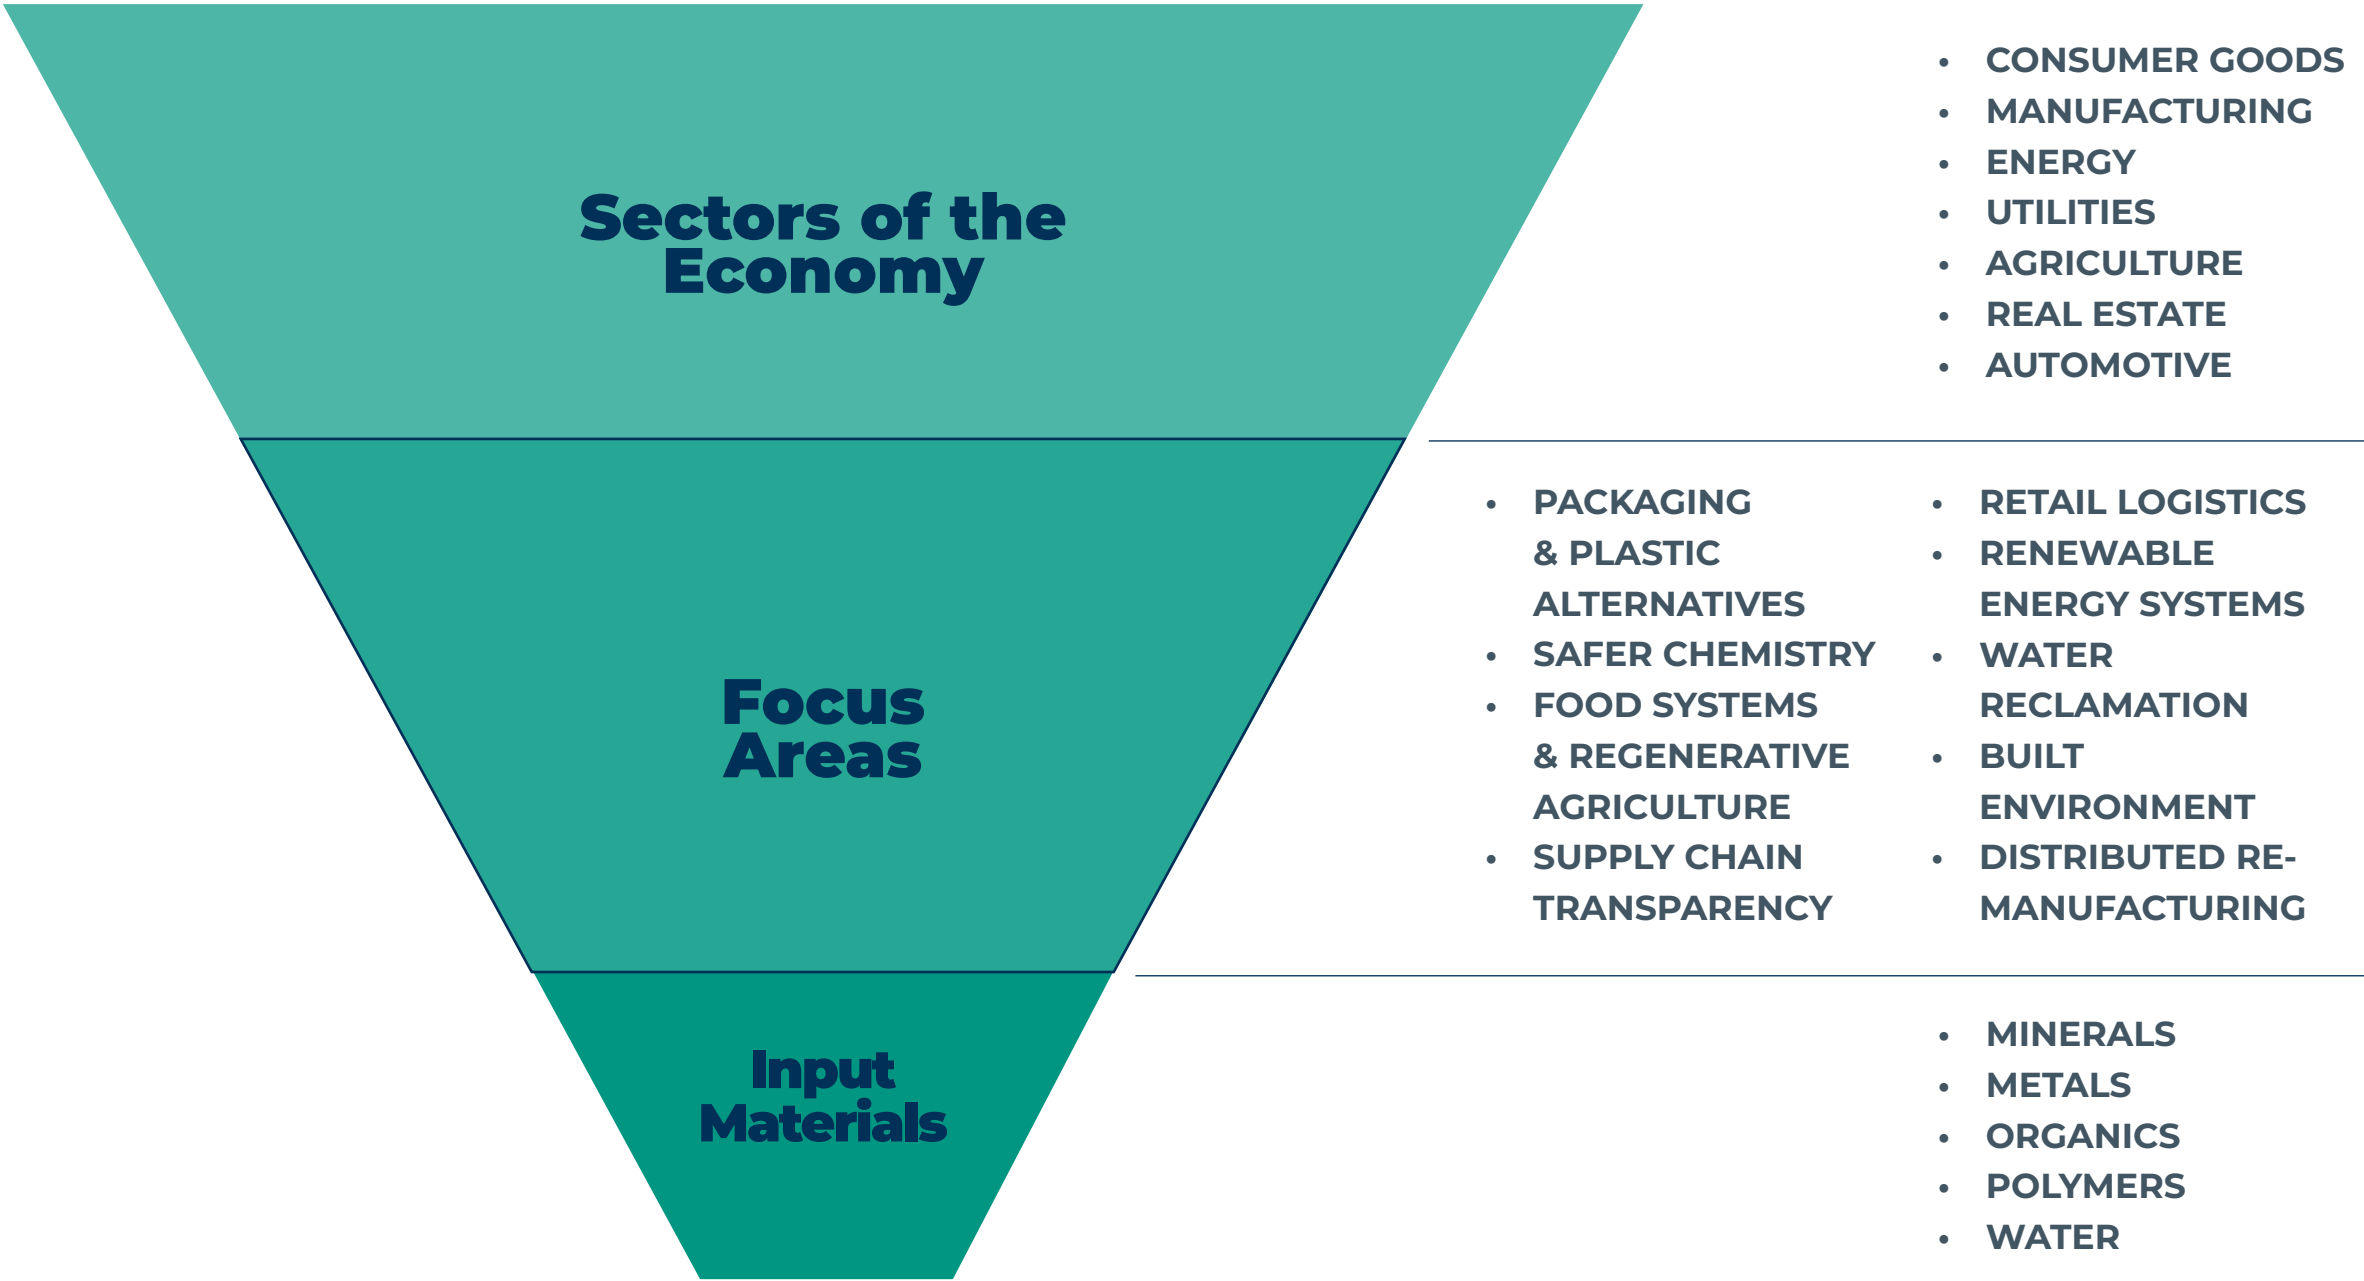 Sectors of the
Economy
• CONSUMER GOODS
• MANUFACTURING
• ENERGY
• UTILITIES
• AGRICULTURE
• REAL ESTATE
• AUTOMOTIVE
Focus
Areas
• PACKAGING
& PLASTIC
ALTERNATIVES
• SAFER CHEMISTRY
• FOOD SYSTEMS
& REGENERATIVE
AGRICULTURE
• SUPPLY CHAIN
TRANSPARENCY
• RETAIL LOGISTICS
• RENEWABLE
ENERGY SYSTEMS
• WATER
RECLAMATION
• BUILT
ENVIRONMENT
• DISTRIBUTED RE-
MANUFACTURING
Input
Materials
• MINERALS
• METALS
• ORGANICS
• POLYMERS
• WATER